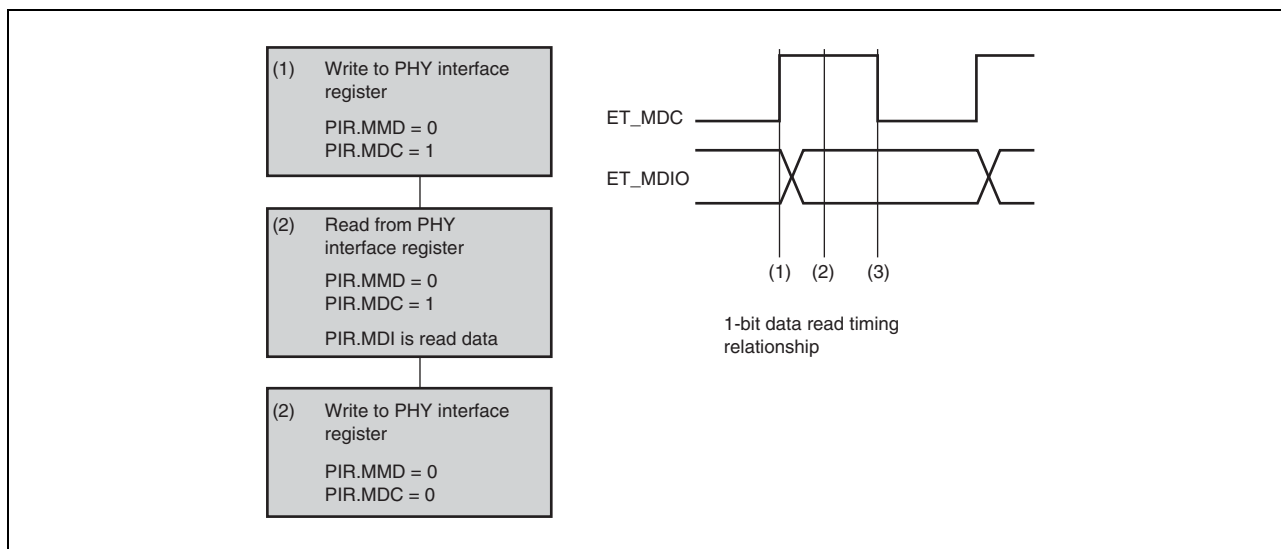 (1) Write to PHY interface
register
PIR.MMD = 0
PIR.MDC = 1
(2) Read from PHY
interface register
PIR.MMD = 0
PIR.MDC = 1
PIR.MDI is read data
(2) Write to PHY interface
register
PIR.MMD = 0
PIR.MDC = 0
ET_MDC
ET_MDIO
(1) (2) (3)
1-bit data read timing
relationship